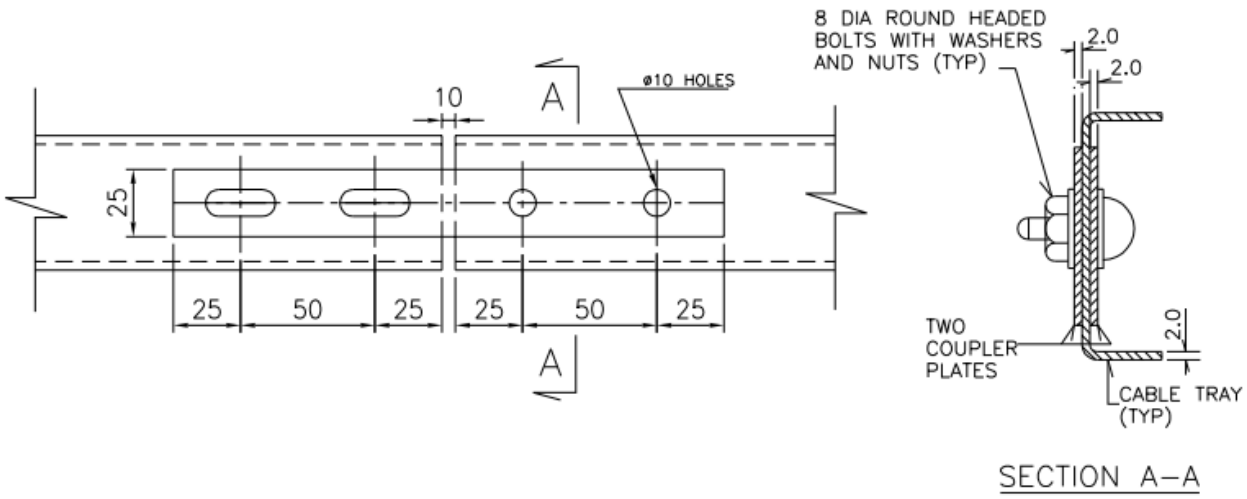 8 DIA ROUND HEADED
BOLTS WITH WASHERS
AND NUTS (TYP)
2.0
2.0
A
ø10 HOLES
10
25
25
50
25
25
50
25
A
TWO
COUPLER
PLATES
2.0
CABLE TRAY
(TYP)
SECTION A-A